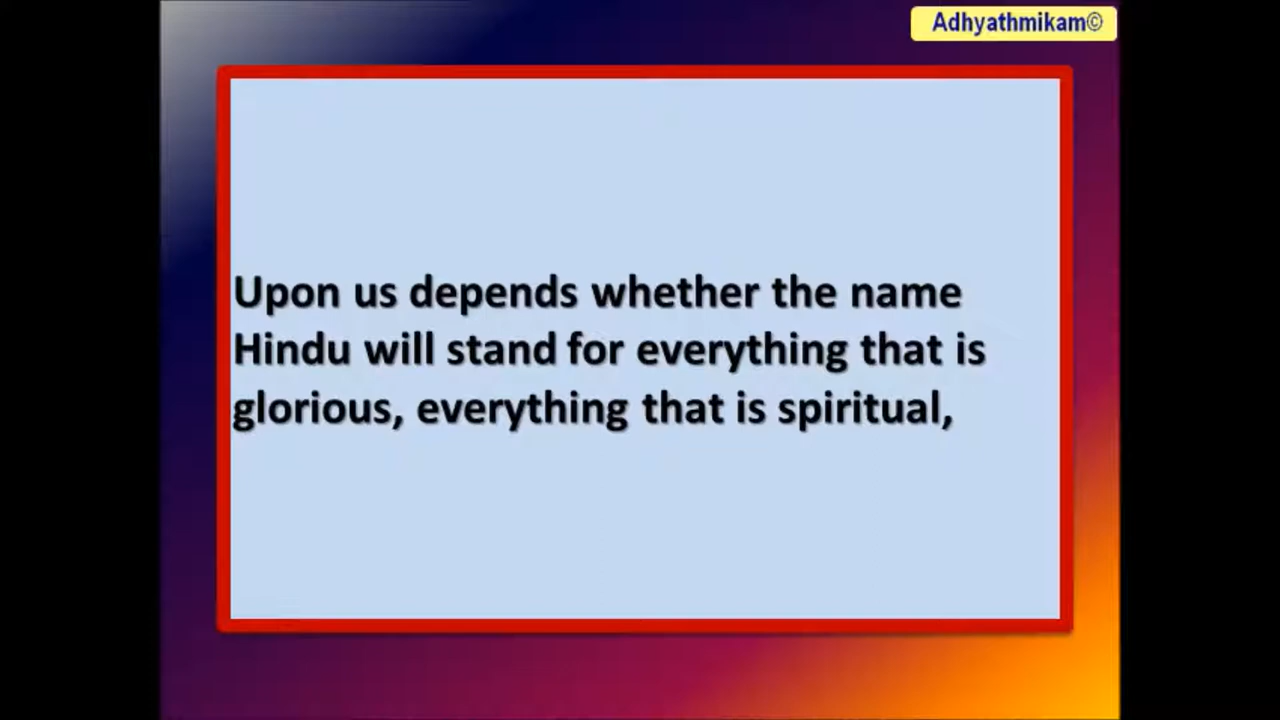 Adhyathmikam©
Upon us depends whether the name
Hindu will stand for everything that is
glorious, everything that is spiritual,